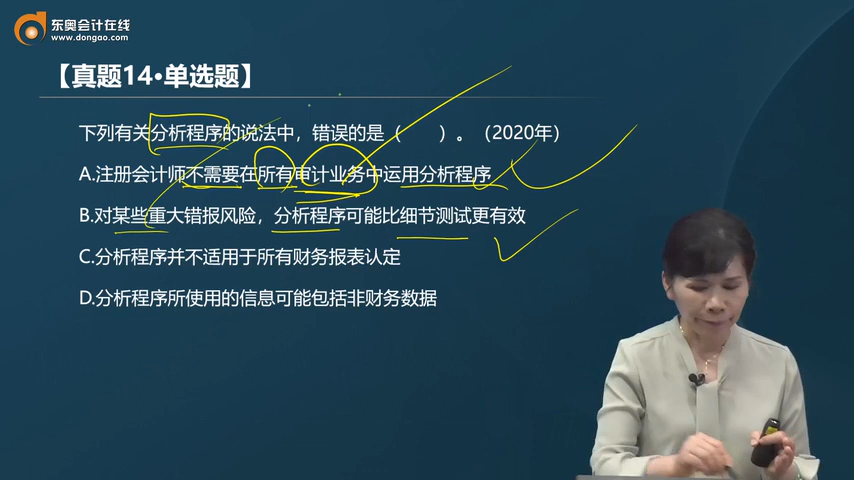 东奥会计在线
www.dongao.com
【真题14·单选题】
下列有关分析程序的说法中，错误的是（　　）。（2020年）
A.注册会计师不需要在所有审计业务中运用分析程序
B.对某些重大错报风险，分析程序可能比细节测试更有效
C.分析程序并不适用于所有财务报表认定
D.分析程序所使用的信息可能包括非财务数据